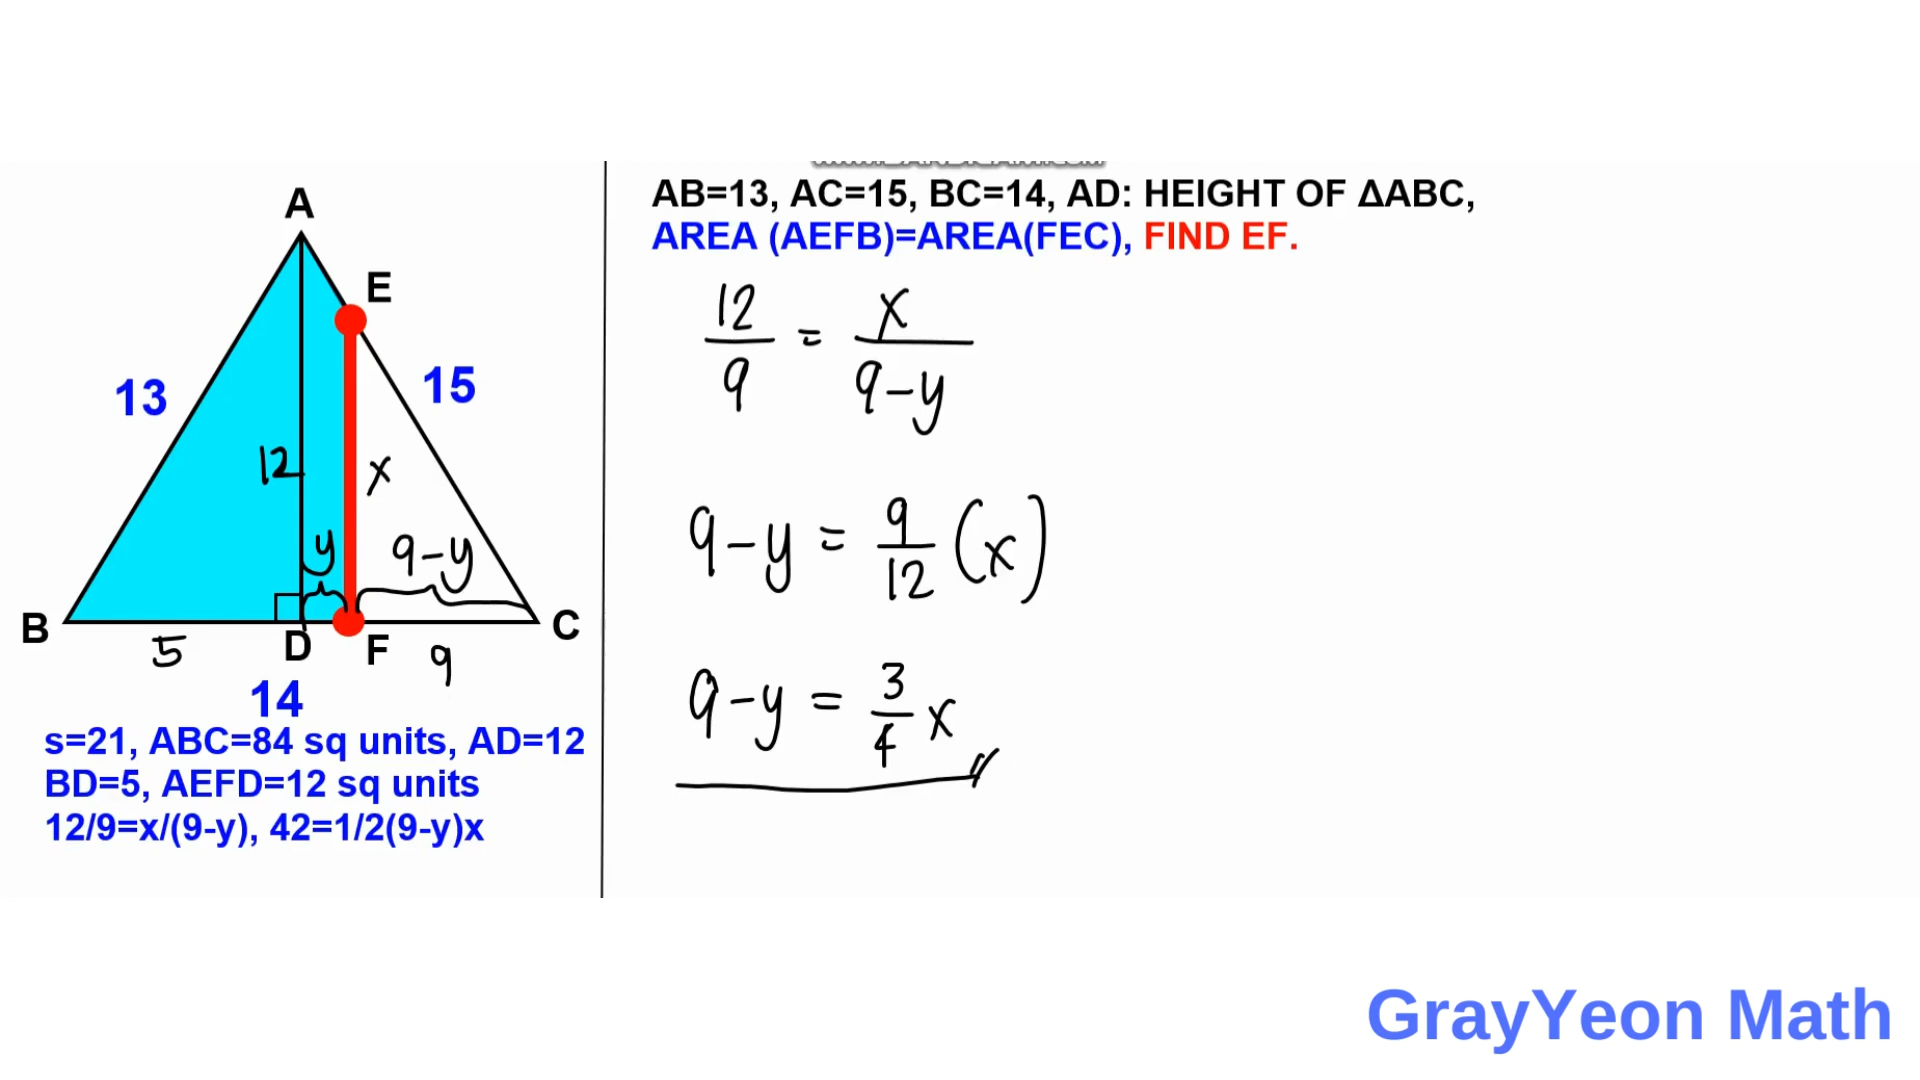 AB=13, AC=15, BC=14, AD: HEIGHT OF ΔABC,
AREA (AEFB)=AREA(FEC), FIND EF.
A
E
13
15
12
x
y
9-y
B
D
F
C
5
9
14
s=21, ABC=84 sq units, AD=12
BD=5, AEFD=12 sq units
12/9=x/(9-y), 42=1/2(9-y)x
12/9 = x/(9-y)
9-y = 9/12 (x)
9-y = 3/4 x
GrayYeon Math